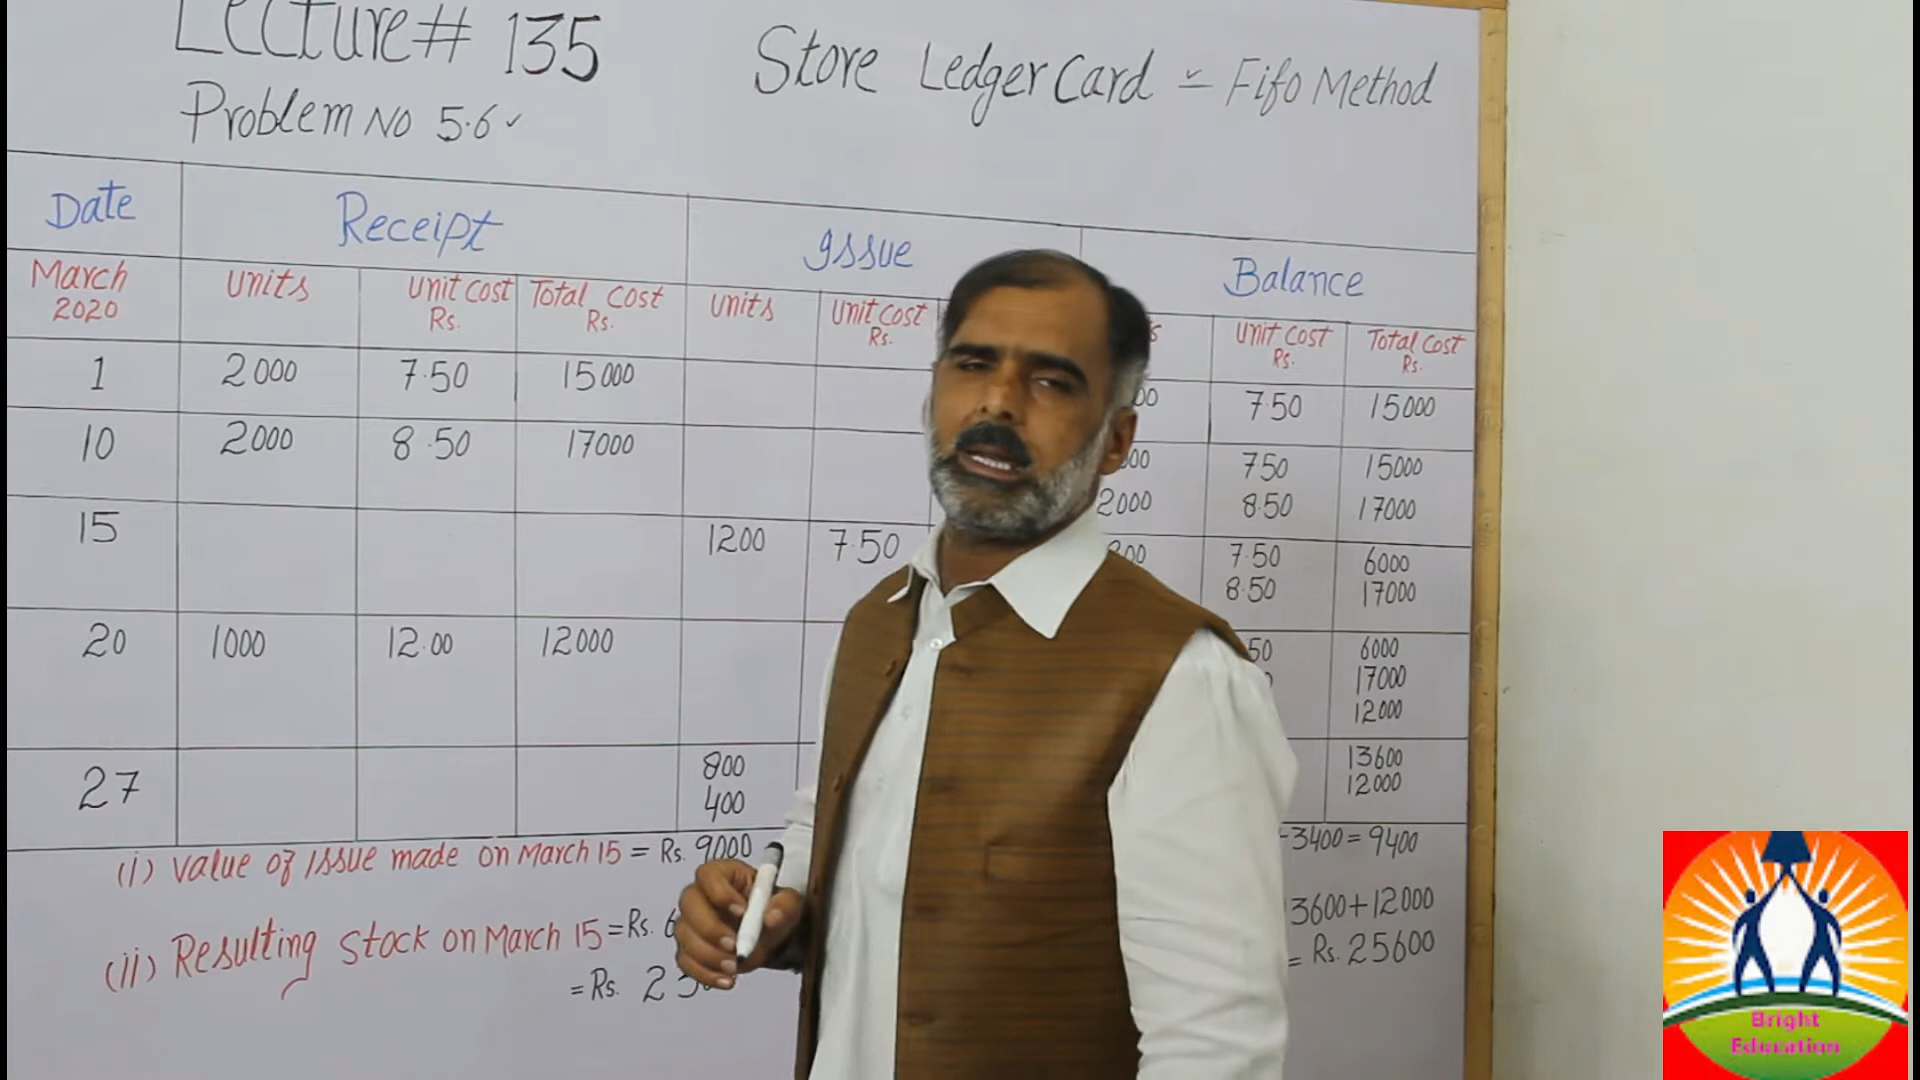 Lecture# 135
Store Ledger Card = Fifo Method
Problem No 5.6
Date Receipt Issue Balance
March 2020 units unit cost Rs. Total cost Rs. units unit cost Rs. unit cost Rs. Total cost Rs.
1 2000 7.50 15000 7.50 15000
10 2000 8.50 17000 750 15000
2000 8.50 17000
15 1200 7.50 7.50 6000
8.50 17000
20 1000 12.00 12000 6000
17000
12000
27 800 13600
400 12000
(i) Value of Issue made on March 15 = Rs. 9000
3400 = 9400
(ii) Resulting Stock on March 15 = Rs.
13600+12000
= Rs.
= Rs. 25600
Bright
Education